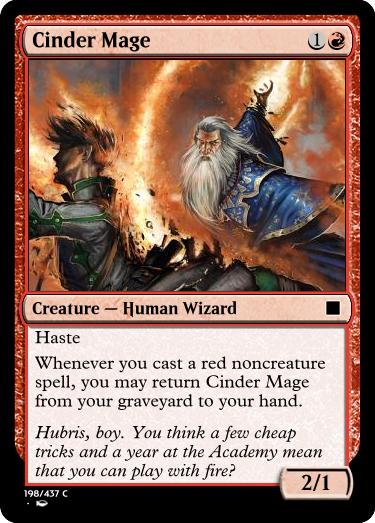 Cinder Mage 1
Creature — Human Wizard
Haste
Whenever you cast a red noncreature
spell, you may return Cinder Mage
from your graveyard to your hand.
Hubris, boy. You think a few cheap
tricks and a year at the Academy mean
that you can play with fire?
2/1
198/437 C